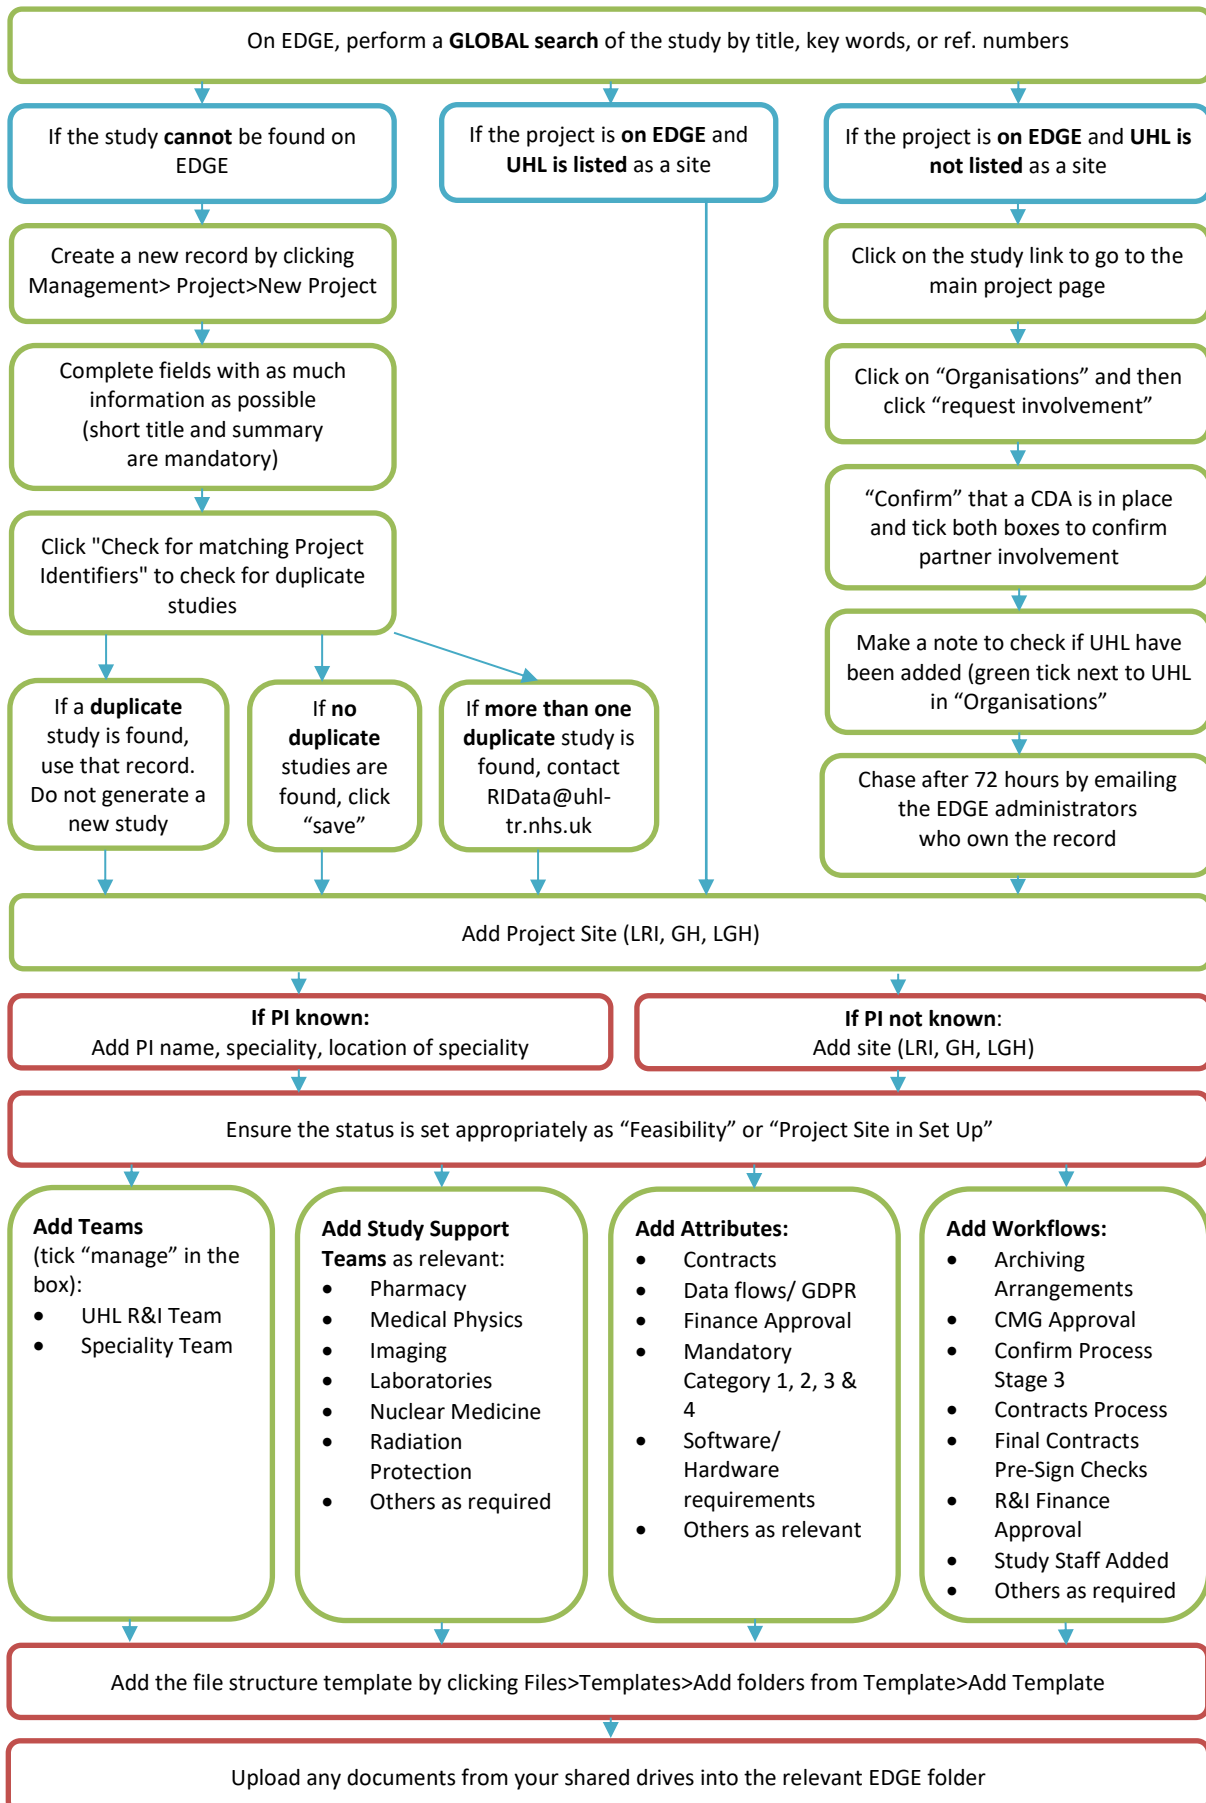 On EDGE, perform a GLOBAL search of the study by title, key words, or ref. numbers
If the study cannot be found on
EDGE
If the project is on EDGE and
UHL is listed as a site
If the project is on EDGE and UHL is
not listed as a site
Create a new record by clicking
Management> Project>New Project
Click on the study link to go to the
main project page
Complete fields with as much
information as possible
(short title and summary
are mandatory)
Click on “Organisations” and then
click “request involvement”
“Confirm” that a CDA is in place
and tick both boxes to confirm
partner involvement
Click "Check for matching Project
Identifiers" to check for duplicate
studies
Make a note to check if UHL have
been added (green tick next to UHL
in “Organisations”
If a duplicate
study is found,
use that record.
Do not generate a
new study
If no
duplicate
studies are
found, click
“save”
If more than one
duplicate study is
found, contact
RIData@uhl-
tr.nhs.uk
Chase after 72 hours by emailing
the EDGE administrators
who own the record
Add Project Site (LRI, GH, LGH)
If PI known:
Add PI name, speciality, location of speciality
If PI not known:
Add site (LRI, GH, LGH)
Ensure the status is set appropriately as “Feasibility” or “Project Site in Set Up”
Add Teams
(tick “manage” in the
box):
• UHL R&I Team
• Speciality Team
Add Study Support
Teams as relevant:
• Pharmacy
• Medical Physics
• Imaging
• Laboratories
• Nuclear Medicine
• Radiation
Protection
• Others as required
Add Attributes:
• Contracts
• Data flows/ GDPR
• Finance Approval
• Mandatory
Category 1, 2, 3 &
4
• Software/
Hardware
requirements
• Others as relevant
Add Workflows:
• Archiving
Arrangements
• CMG Approval
• Confirm Process
Stage 3
• Contracts Process
• Final Contracts
Pre-Sign Checks
• R&I Finance
Approval
• Study Staff Added
• Others as required
Add the file structure template by clicking Files>Templates>Add folders from Template>Add Template
Upload any documents from your shared drives into the relevant EDGE folder